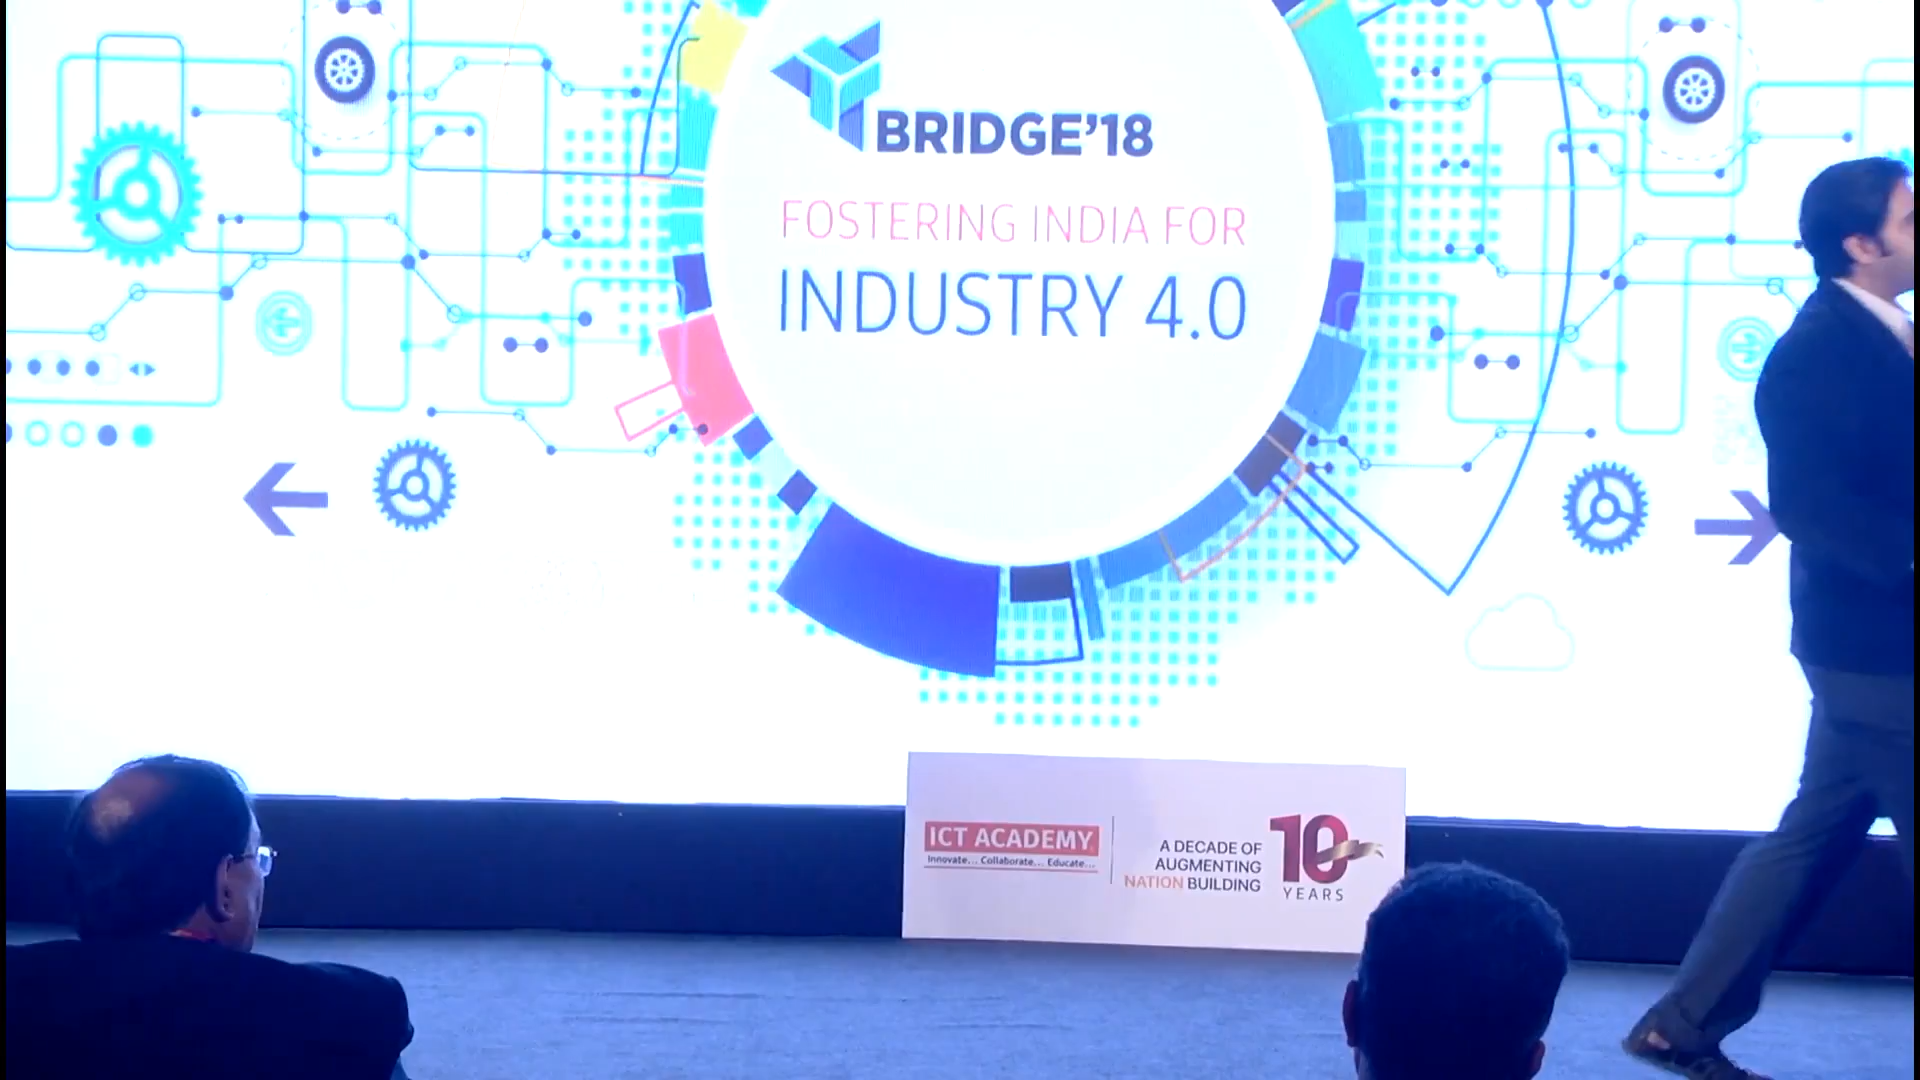 BRIDGE'18
FOSTERING INDIA FOR
INDUSTRY 4.0
ICT ACADEMY
Innovate... Collaborate... Educate...
A DECADE OF
AUGMENTING
NATION BUILDING
10
YEARS